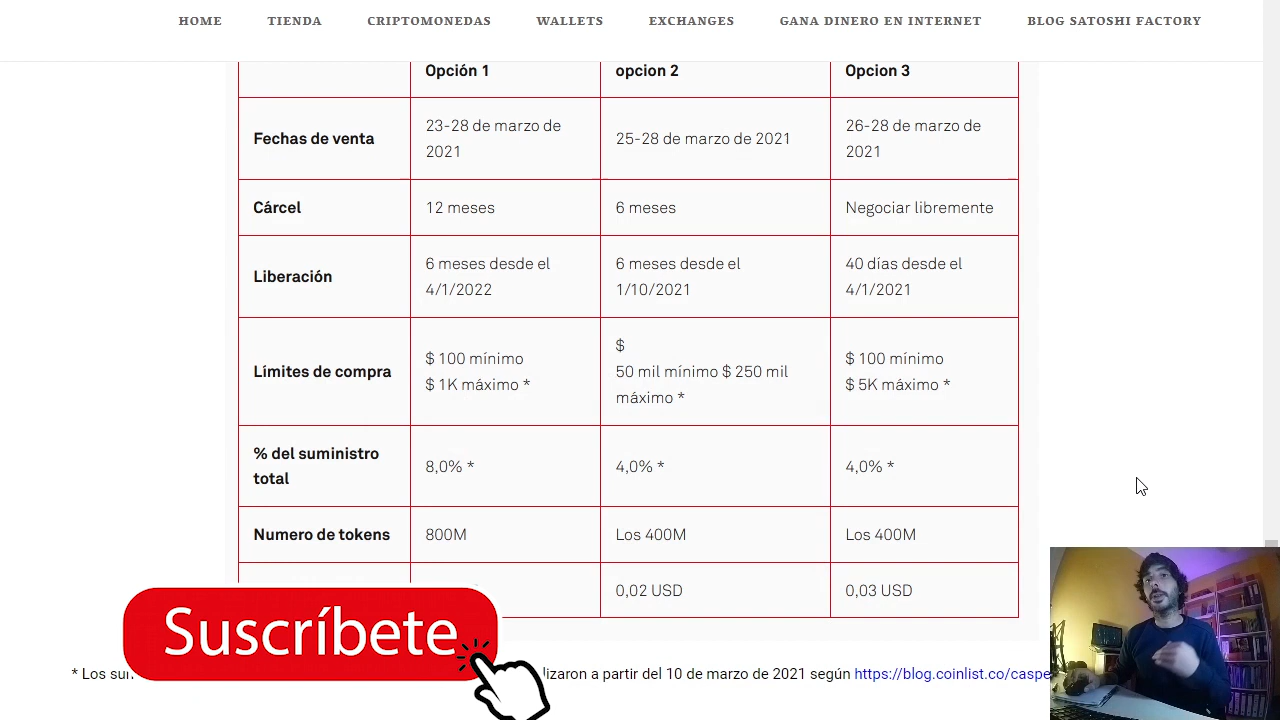 HOME TIENDA CRIPTOMONEDAS WALLETS EXCHANGES GANA DINERO EN INTERNET BLOG SATOSHI FACTORY
Opción 1 opcion 2 Opcion 3
Fechas de venta 23-28 de marzo de 2021 25-28 de marzo de 2021 26-28 de marzo de 2021
Cárcel 12 meses 6 meses Negociar libremente
Liberación 6 meses desde el 4/1/2022 6 meses desde el 1/10/2021 40 días desde el 4/1/2021
Límites de compra $ 100 mínimo $ 1K máximo * $ 50 mil mínimo $ 250 mil máximo * $ 100 mínimo $ 5K máximo *
% del suministro total 8,0% * 4,0% * 4,0% *
Numero de tokens 800M Los 400M Los 400M
0,02 USD 0,03 USD
Suscríbete
* Los lizaron a partir del 10 de marzo de 2021 según https://blog.coinlist.co/caspe